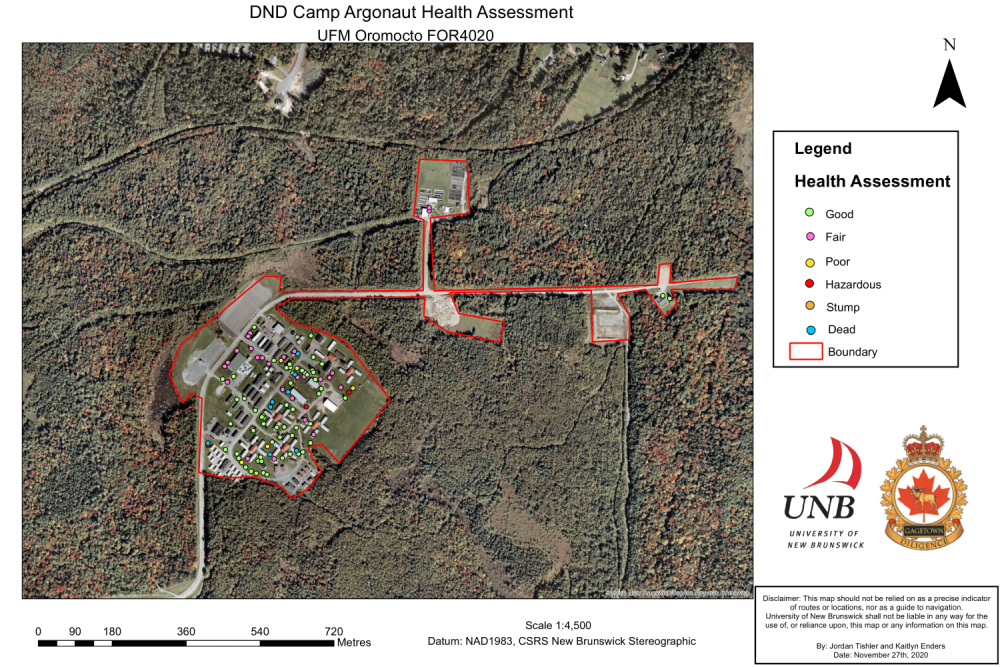 DND Camp Argonaut Health Assessment
UFM Oromocto FOR4020
N
Legend
Health Assessment
Good
Fair
Poor
Hazardous
Stump
Dead
Boundary
UNB
UNIVERSITY OF
NEW BRUNSWICK
GAGETOWN
DILIGENCE
0 90 180 360 540 720
Metres
Scale 1:4,500
Datum: NAD1983, CSRS New Brunswick Stereographic
Disclaimer: This map should not be relied on as a precise indicator
of routes or locations, nor as a guide to navigation.
University of New Brunswick shall not be liable in any way for the
use of, or reliance upon, this map or any information on this map.
By: Jordan Tishler and Kaitlyn Enders
Date: November 27th, 2020